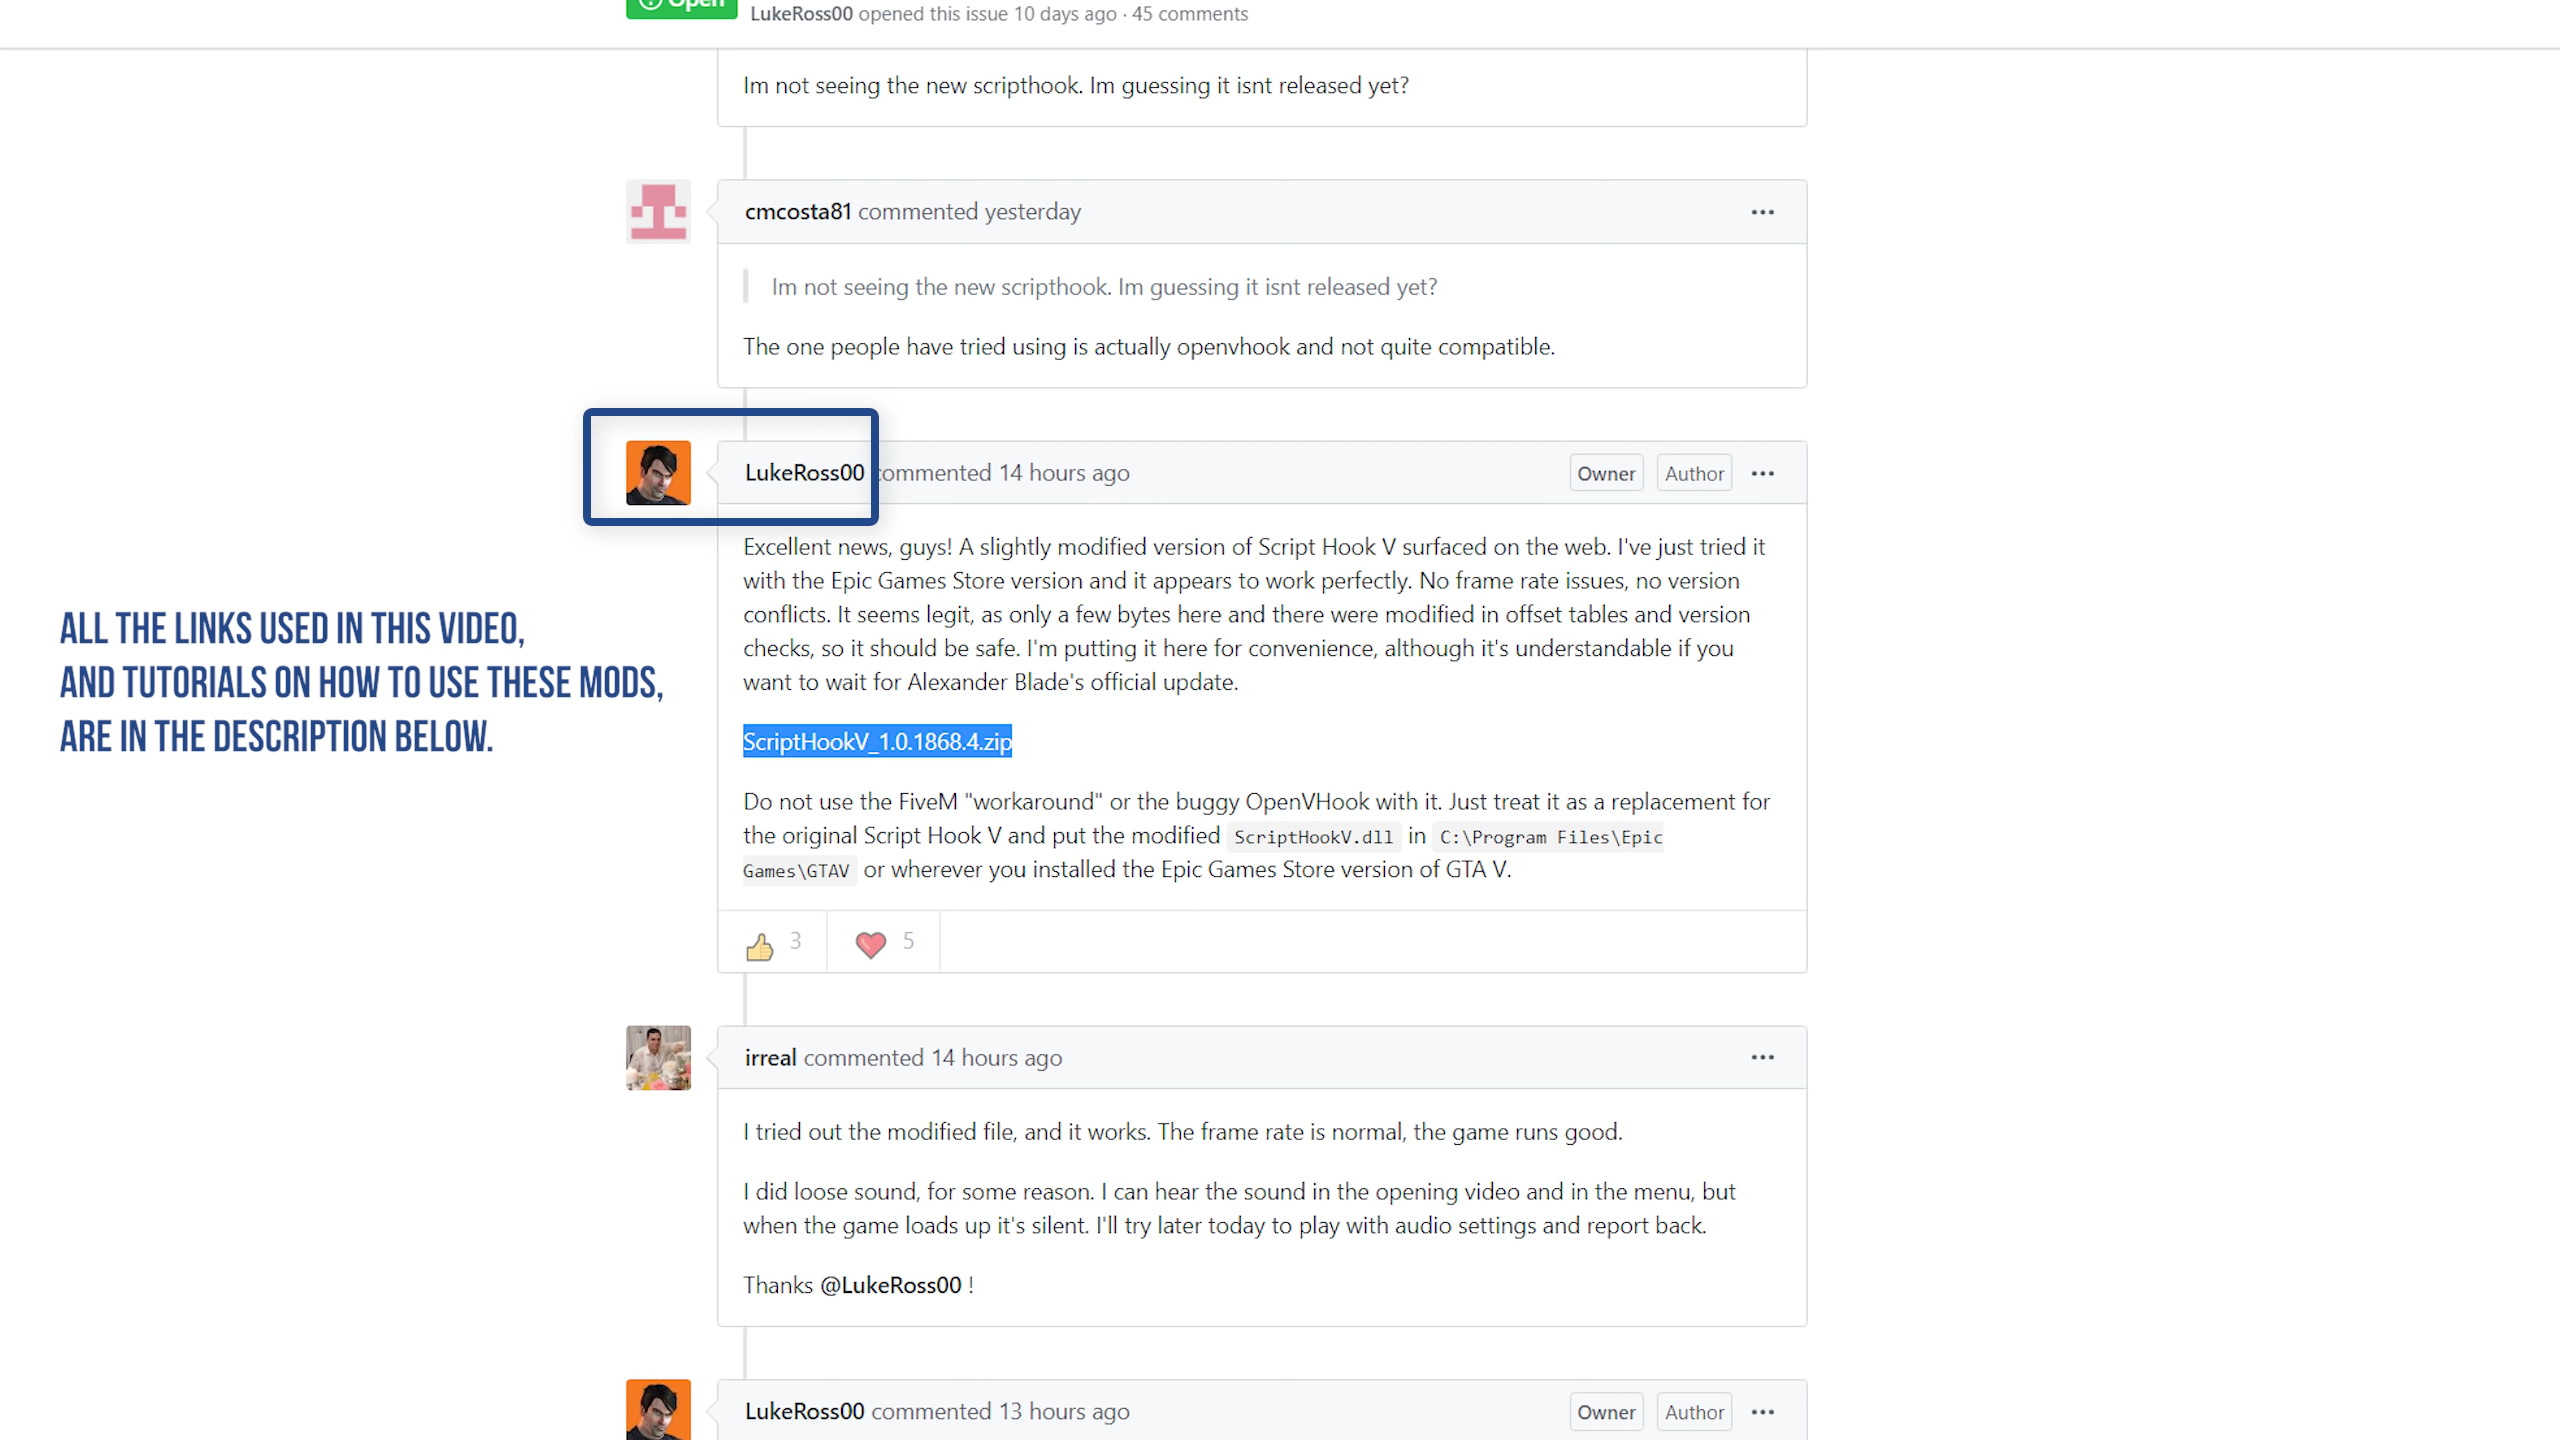 Open
LukeRoss00 opened this issue 10 days ago · 45 comments
Im not seeing the new scripthook. Im guessing it isnt released yet?
cmcosta81 commented yesterday
Im not seeing the new scripthook. Im guessing it isnt released yet?
The one people have tried using is actually openvhook and not quite compatible.
LukeRoss00 commented 14 hours ago
Owner
Author
Excellent news, guys! A slightly modified version of Script Hook V surfaced on the web. I've just tried it
with the Epic Games Store version and it appears to work perfectly. No frame rate issues, no version
conflicts. It seems legit, as only a few bytes here and there were modified in offset tables and version
checks, so it should be safe. I'm putting it here for convenience, although it's understandable if you
want to wait for Alexander Blade's official update.
ALL THE LINKS USED IN THIS VIDEO,
AND TUTORIALS ON HOW TO USE THESE MODS,
ARE IN THE DESCRIPTION BELOW.
ScriptHookV_1.0.1868.4.zip
Do not use the FiveM "workaround" or the buggy OpenVHook with it. Just treat it as a replacement for
the original Script Hook V and put the modified ScriptHookV.dll in C:\Program Files\Epic
Games\GTAV or wherever you installed the Epic Games Store version of GTA V.
3
5
irreal commented 14 hours ago
I tried out the modified file, and it works. The frame rate is normal, the game runs good.
I did loose sound, for some reason. I can hear the sound in the opening video and in the menu, but
when the game loads up it's silent. I'll try later today to play with audio settings and report back.
Thanks @LukeRoss00 !
LukeRoss00 commented 13 hours ago
Owner
Author